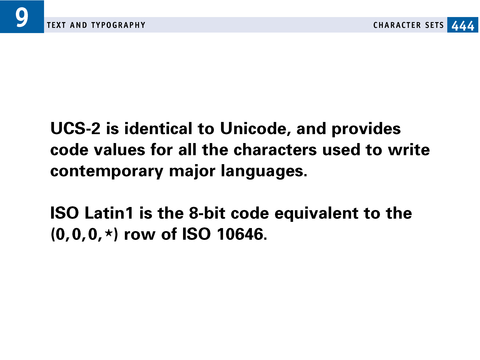 9
TEXT AND TYPOGRAPHY
CHARACTER SETS 444
UCS-2 is identical to Unicode, and provides
code values for all the characters used to write
contemporary major languages.
ISO Latin1 is the 8-bit code equivalent to the
(0,0,0,*) row of ISO 10646.